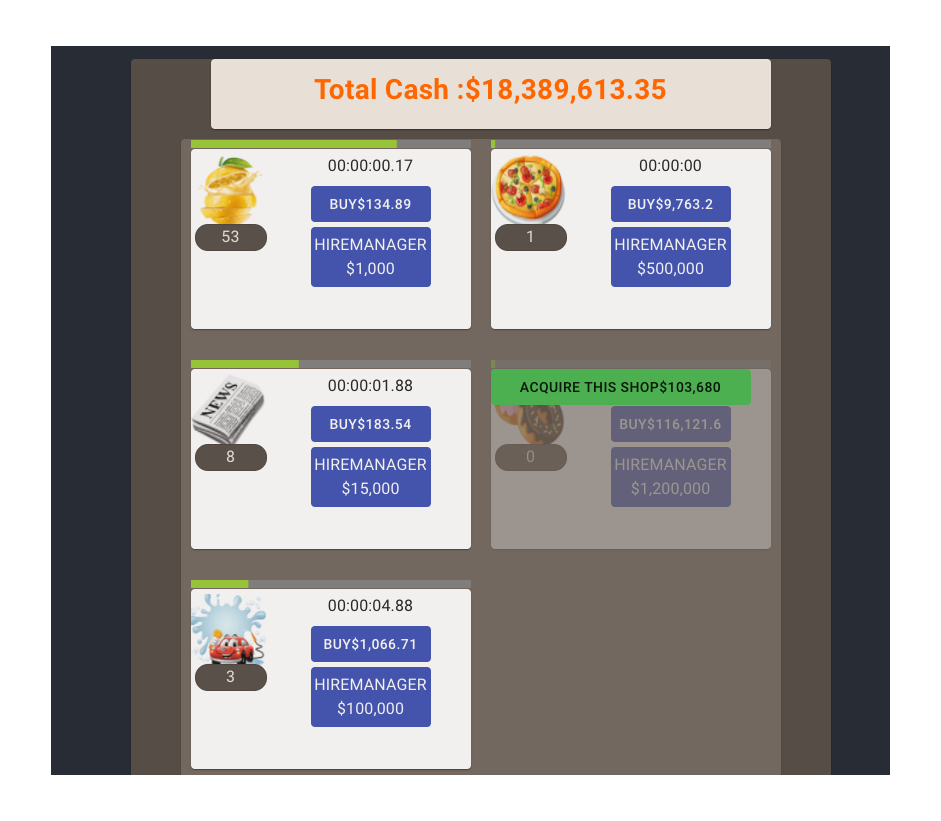 Total Cash :$18,389,613.35
00:00:00.17
BUY$134.89
53
HIREMANAGER
$1,000
00:00:00
BUY$9,763.2
1
HIREMANAGER
$500,000
00:00:01.88
NEWS
BUY$183.54
8
HIREMANAGER
$15,000
ACQUIRE THIS SHOP$103,680
BUY$116,121.6
0
HIREMANAGER
$1,200,000
00:00:04.88
BUY$1,066.71
3
HIREMANAGER
$100,000